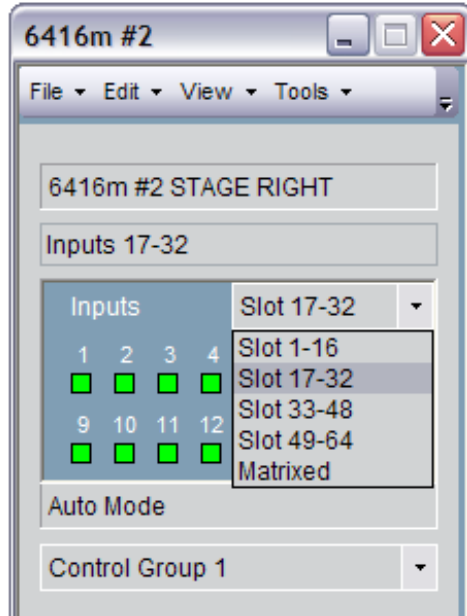 6416m #2
File Edit View Tools
6416m #2 STAGE RIGHT
Inputs 17-32
Inputs Slot 17-32
Slot 1-16
1 2 3 4
Slot 17-32
Slot 33-48
9 10 11 12
Slot 49-64
Matrixed
Auto Mode
Control Group 1